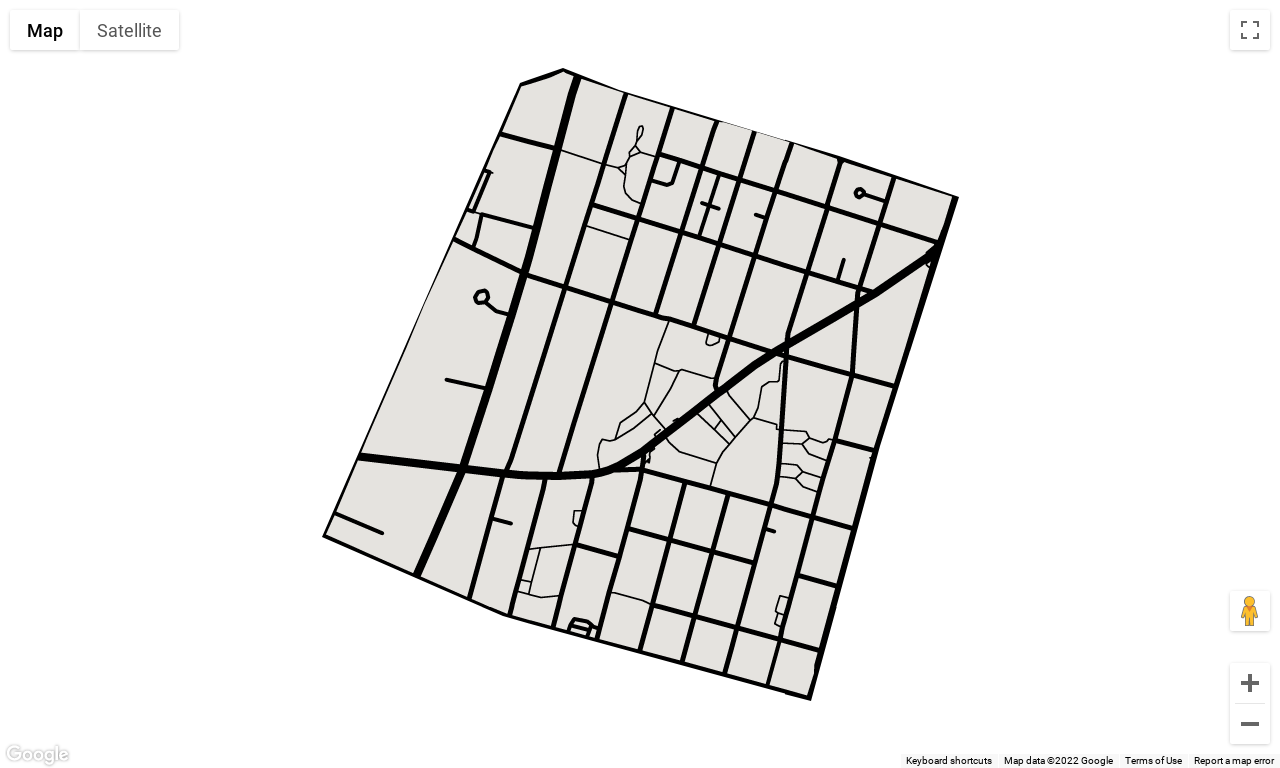 Map Satellite
Google
Keyboard shortcuts Map data ©2022 Google Terms of Use Report a map error